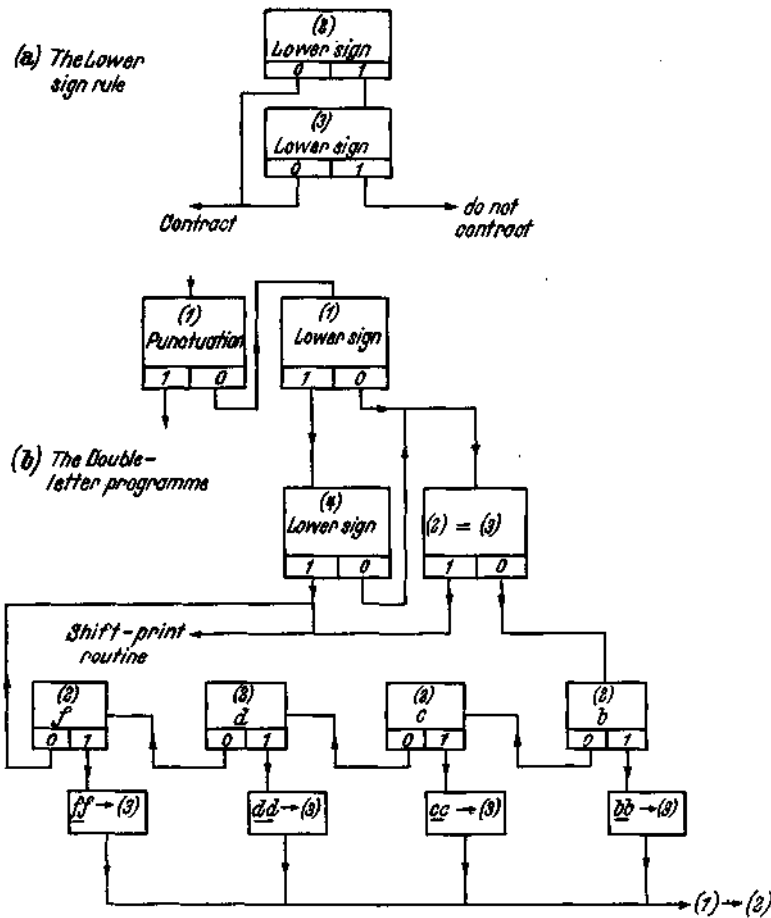 (a) The Lower
sign rule
(2)
Lower sign
0 1
(3)
Lower sign
0 1
Contract
do not
contract
(1)
Punctuation
1 0
(1)
Lower sign
1 0
(b) The Double-
letter programme
(4)
Lower sign
1 0
(2) = (3)
1 0
Shift-print
routine
(2)
f
0 1
(2)
d
0 1
(2)
c
0 1
(2)
b
0 1
ff → (3)
dd → (3)
cc → (3)
bb → (3)
(1) → (2)